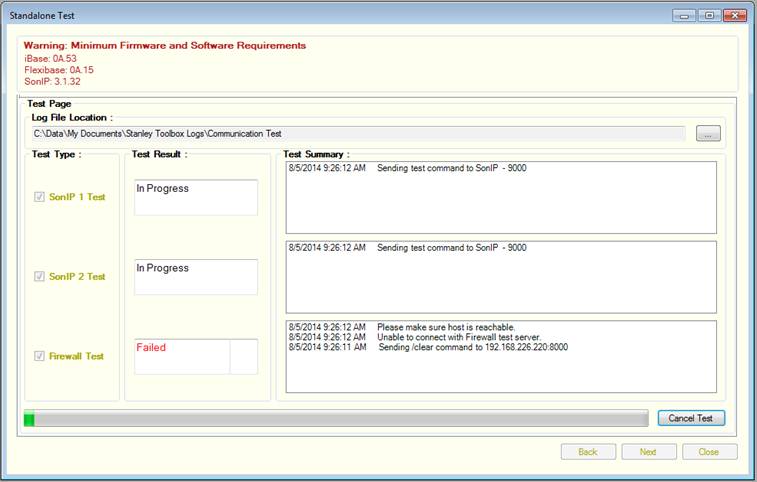 Standalone Test
Warning: Minimum Firmware and Software Requirements
iBase: 0A.53
Flexibase: 0A.15
SonIP: 3.1.32
Test Page
Log File Location :
C:\Data\My Documents\Stanley Toolbox Logs\Communication Test
...
Test Type :
Test Result :
Test Summary :
SonIP 1 Test
In Progress
8/5/2014 9:26:12 AM Sending test command to SonIP - 9000
SonIP 2 Test
In Progress
8/5/2014 9:26:12 AM Sending test command to SonIP - 9000
Firewall Test
Failed
8/5/2014 9:26:12 AM Please make sure host is reachable.
8/5/2014 9:26:12 AM Unable to connect with Firewall test server.
8/5/2014 9:26:11 AM Sending /clear command to 192.168.226.220:8000
Cancel Test
Back
Next
Close